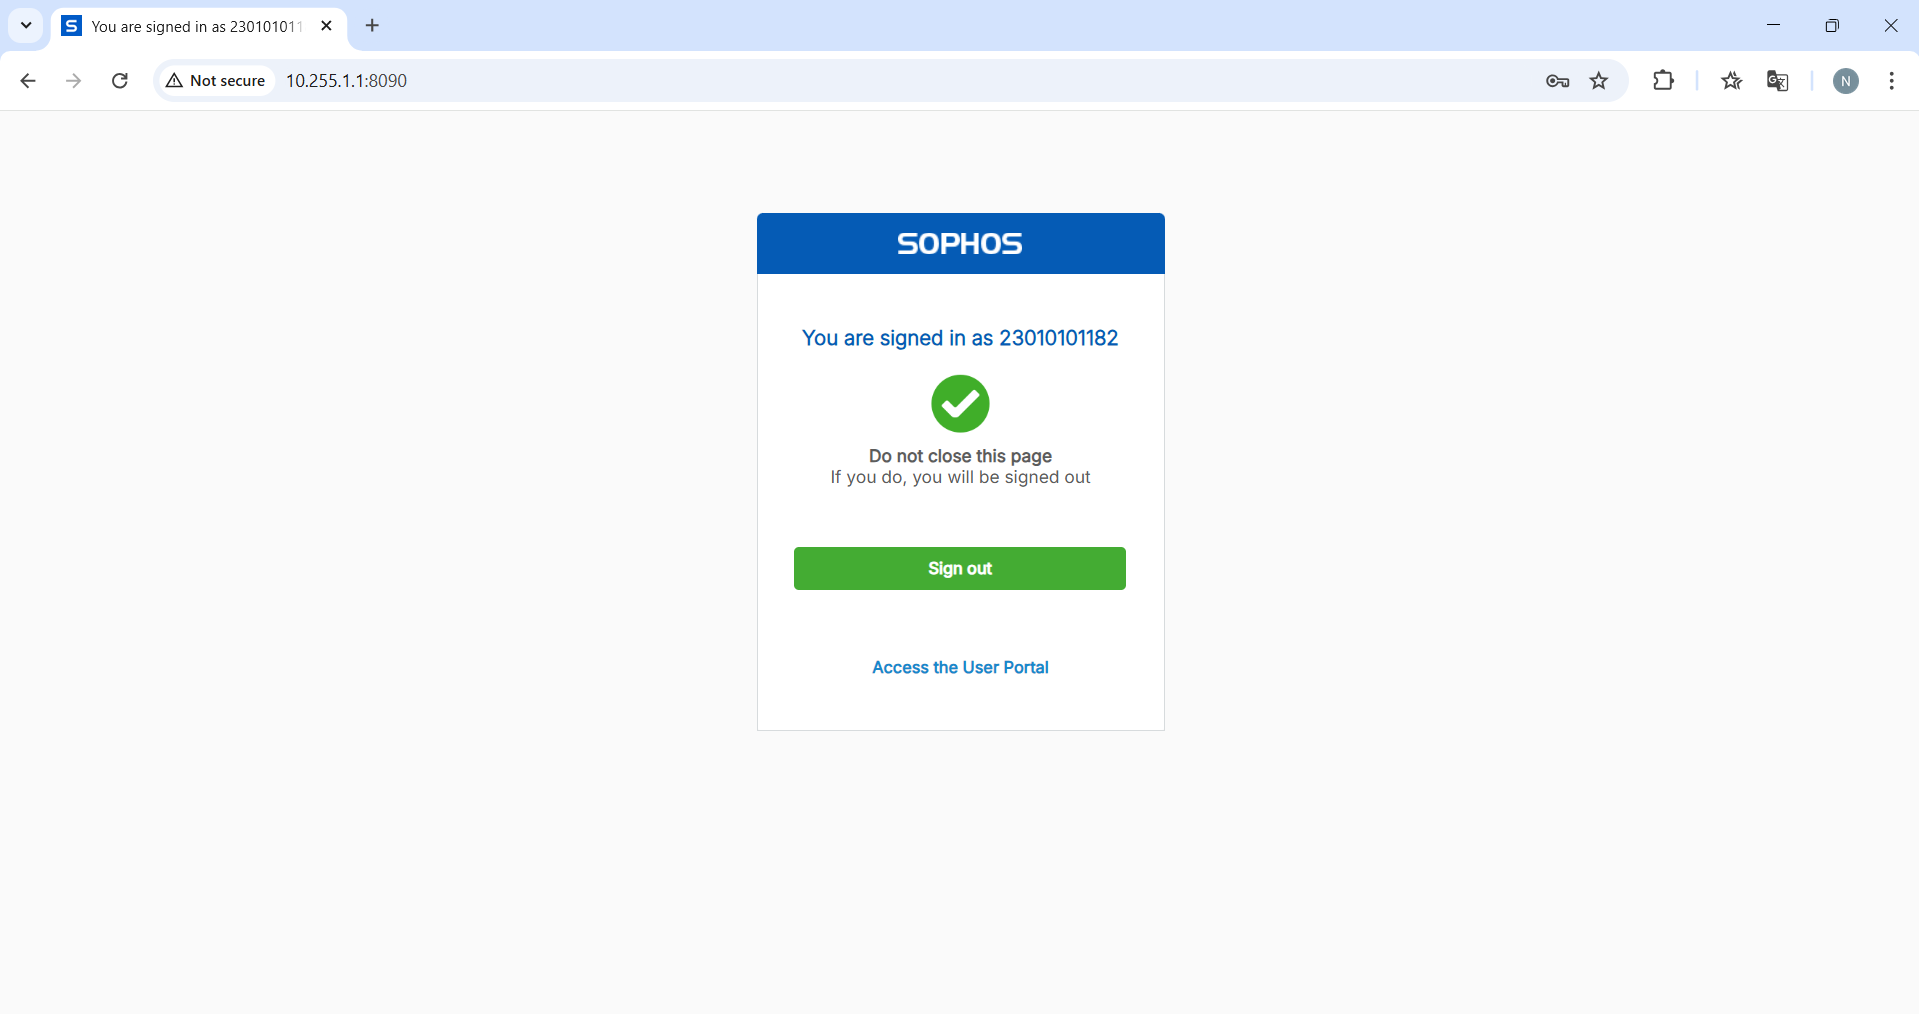 You are signed in as 230101011
Not secure
10.255.1.1:8090
N
SOPHOS
You are signed in as 23010101182
Do not close this page
If you do, you will be signed out
Sign out
Access the User Portal